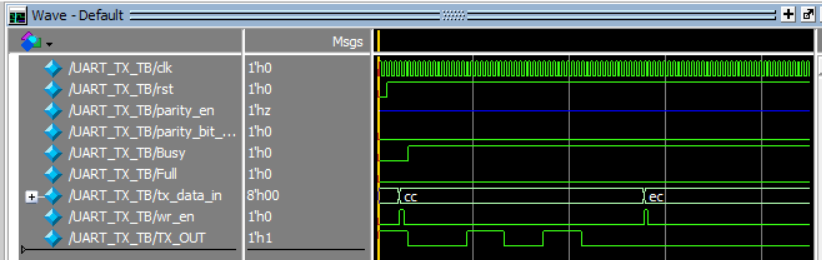 Wave - Default
Msgs
/UART_TX_TB/clk 1'h0
/UART_TX_TB/rst 1'h0
/UART_TX_TB/parity_en 1'hz
/UART_TX_TB/parity_bit_... 1'h0
/UART_TX_TB/Busy 1'h0
/UART_TX_TB/Full 1'h0
/UART_TX_TB/tx_data_in 8'h00 cc ec
/UART_TX_TB/wr_en 1'h0
/UART_TX_TB/TX_OUT 1'h1